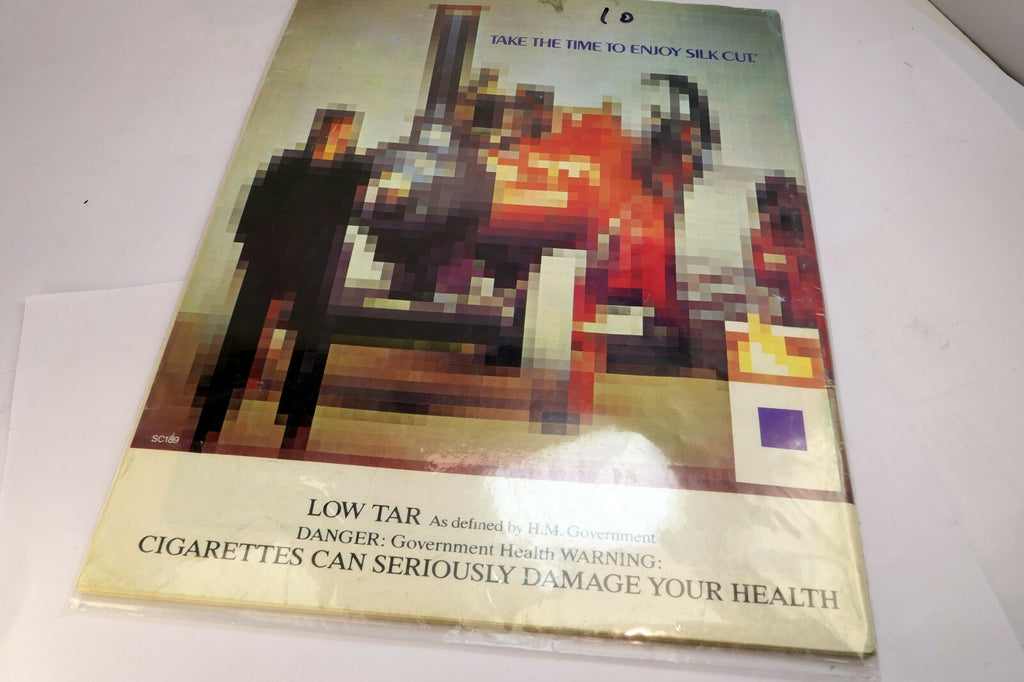 10
TAKE THE TIME TO ENJOY SILK CUT.
SC189
LOW TAR As defined by H.M. Government
DANGER: Government Health WARNING:
CIGARETTES CAN SERIOUSLY DAMAGE YOUR HEALTH